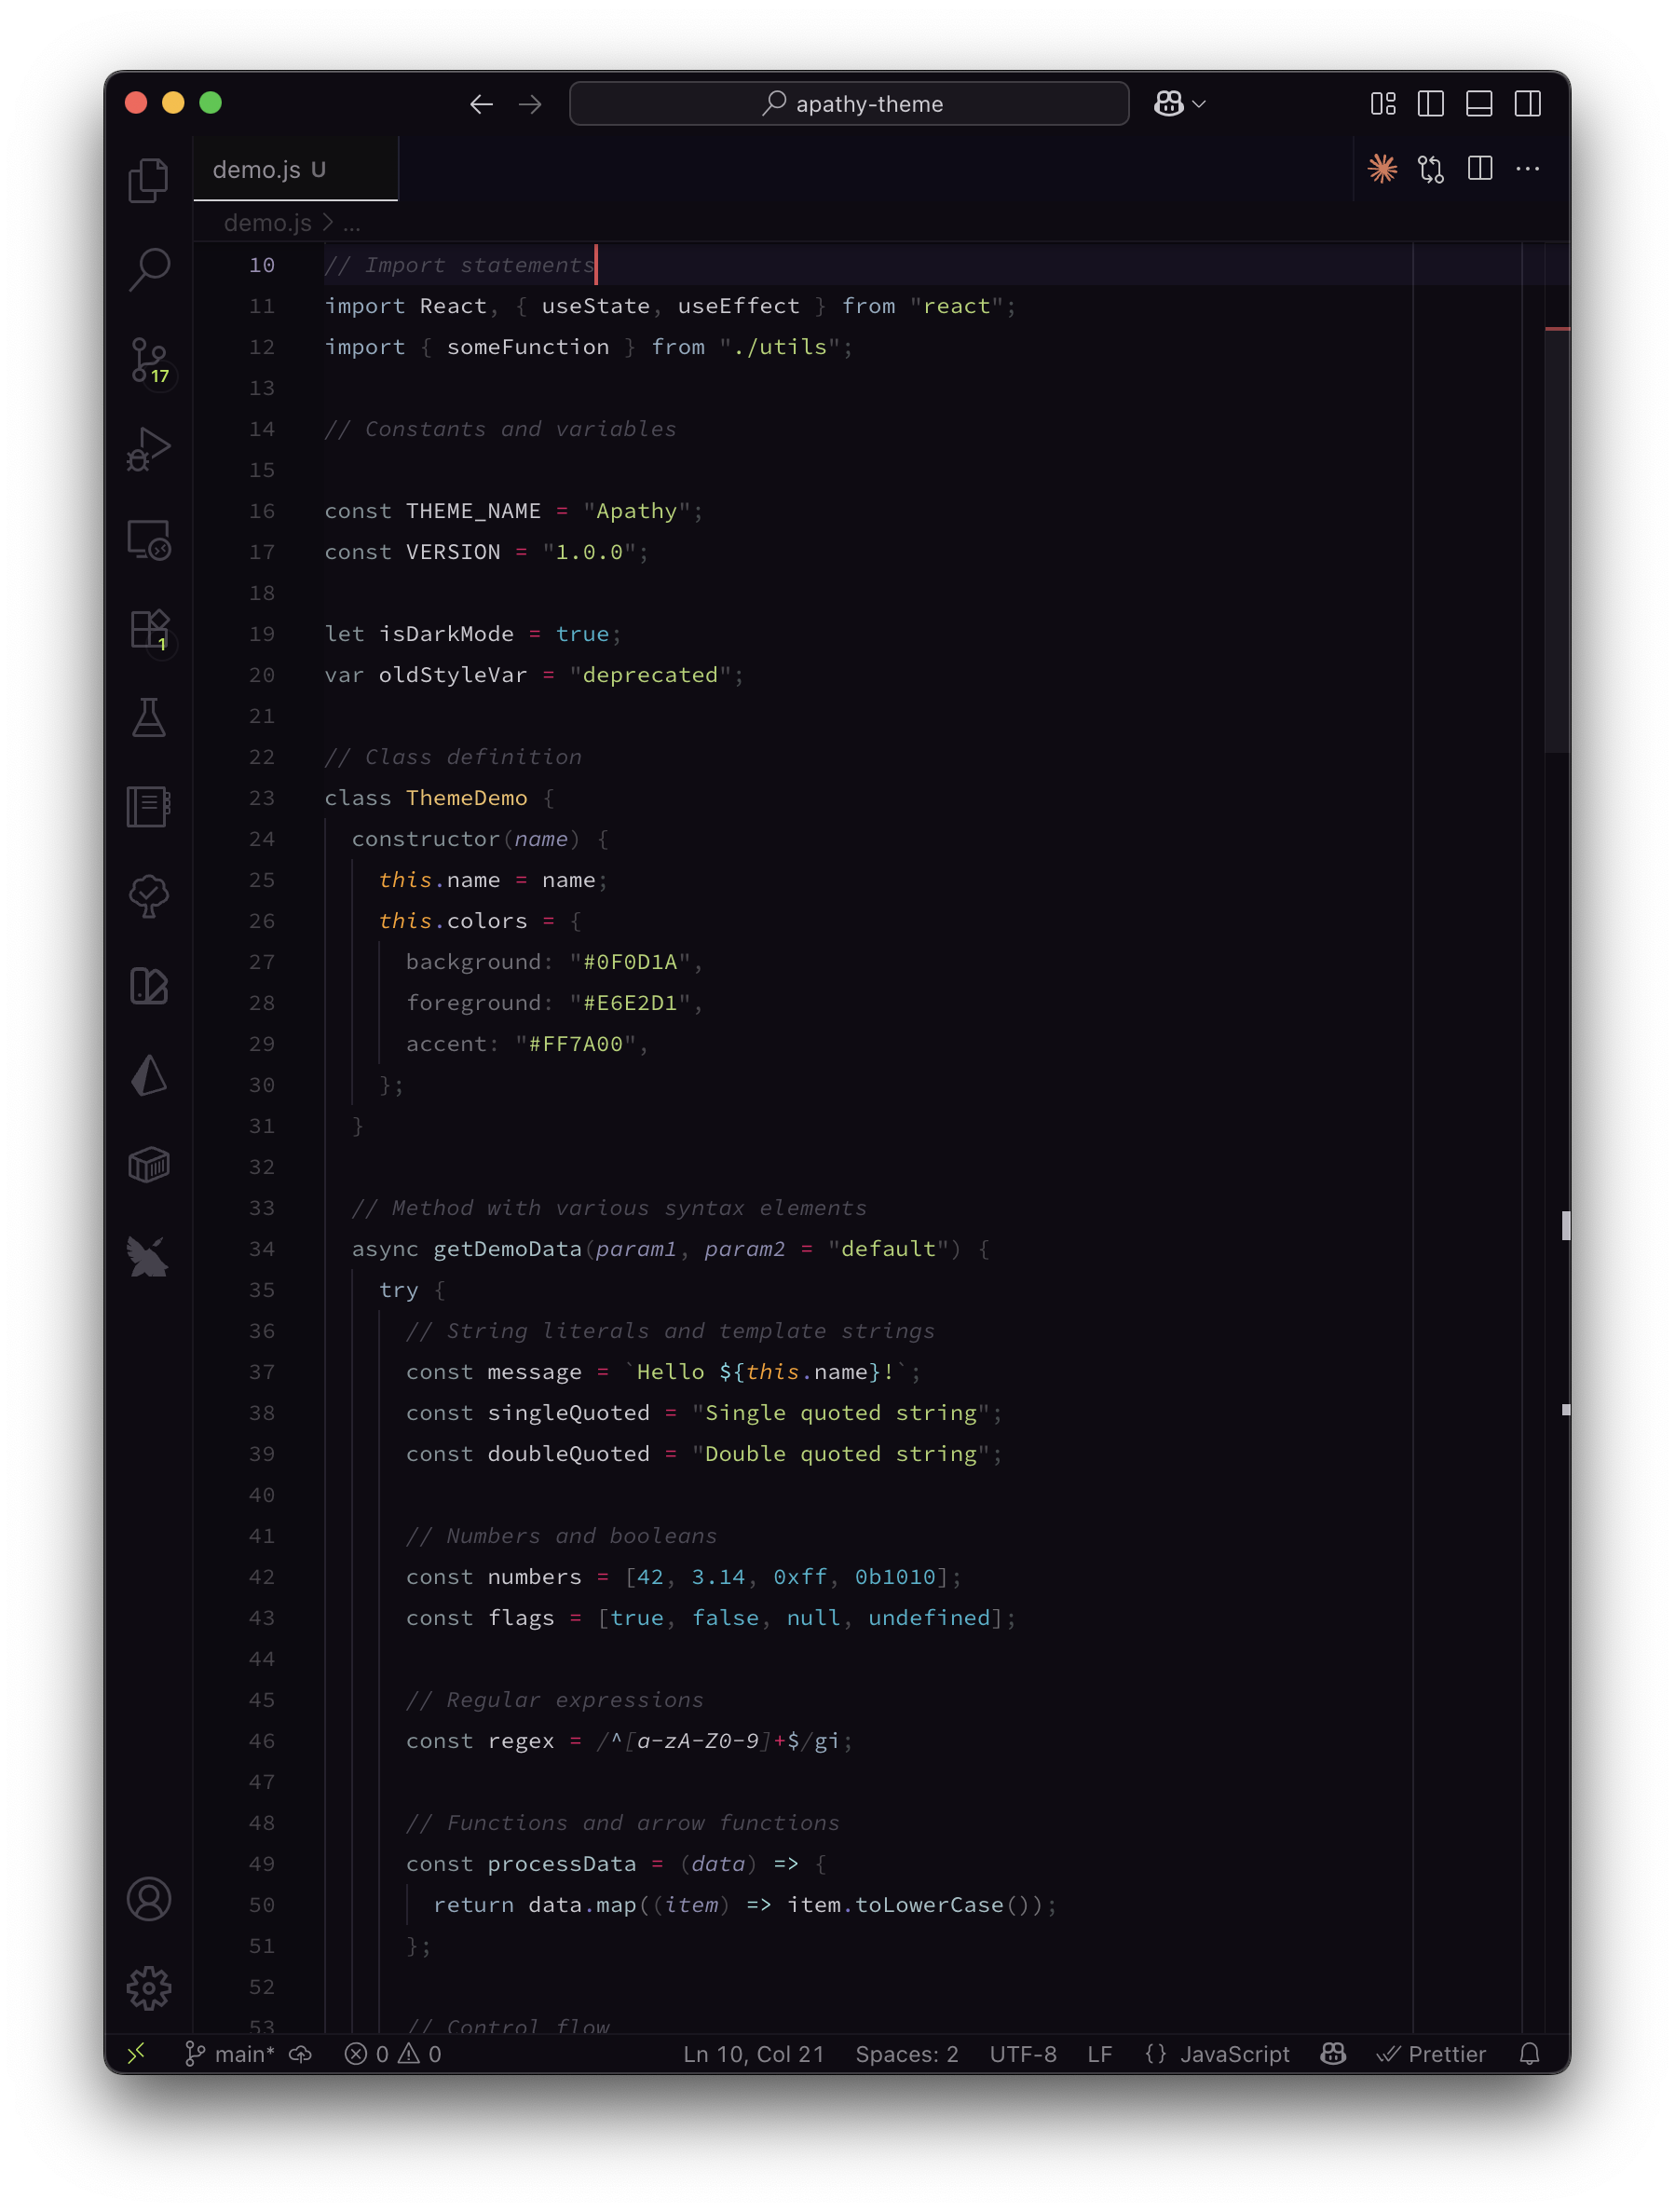 apathy-theme
demo.js U
demo.js > ...
10 // Import statements
11 import React, { useState, useEffect } from "react";
12 import { someFunction } from "./utils";
13
14 // Constants and variables
15
16 const THEME_NAME = "Apathy";
17 const VERSION = "1.0.0";
18
19 let isDarkMode = true;
20 var oldStyleVar = "deprecated";
21
22 // Class definition
23 class ThemeDemo {
24   constructor(name) {
25     this.name = name;
26     this.colors = {
27       background: "#0F0D1A",
28       foreground: "#E6E2D1",
29       accent: "#FF7A00",
30     };
31   }
32
33   // Method with various syntax elements
34   async getDemoData(param1, param2 = "default") {
35     try {
36       // String literals and template strings
37       const message = `Hello ${this.name}!`;
38       const singleQuoted = "Single quoted string";
39       const doubleQuoted = "Double quoted string";
40
41       // Numbers and booleans
42       const numbers = [42, 3.14, 0xff, 0b1010];
43       const flags = [true, false, null, undefined];
44
45       // Regular expressions
46       const regex = /^[a-zA-Z0-9]+$/gi;
47
48       // Functions and arrow functions
49       const processData = (data) => {
50         return data.map((item) => item.toLowerCase());
51       };
52
53       // Control flow
17
1
main* 0 0 Ln 10, Col 21 Spaces: 2 UTF-8 LF {} JavaScript Prettier